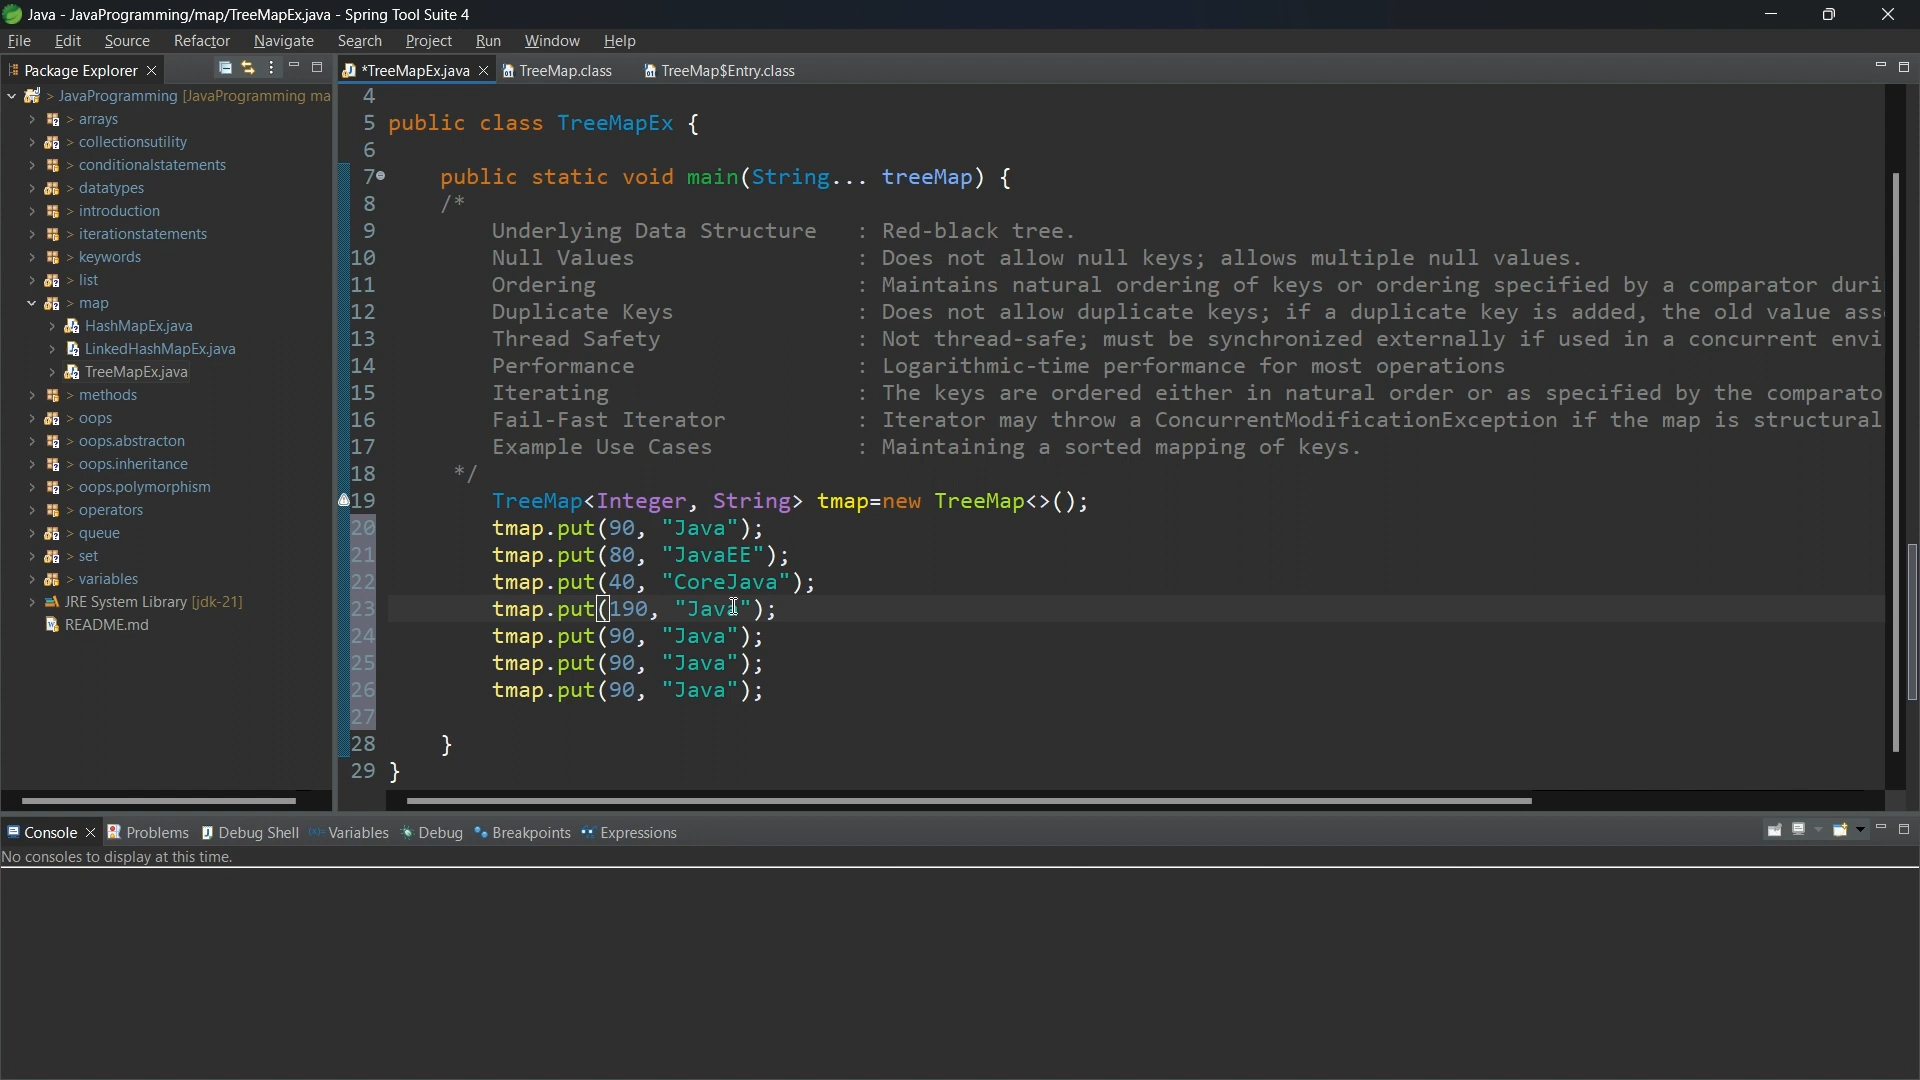 Java - JavaProgramming/map/TreeMapEx.java - Spring Tool Suite 4
File Edit Source Refactor Navigate Search Project Run Window Help
Package Explorer
*TreeMapEx.java TreeMap.class TreeMap$Entry.class
> JavaProgramming [JavaProgramming ma
> arrays
> collectionsutility
> conditionalstatements
> datatypes
> introduction
> iterationstatements
> keywords
> list
> map
HashMapEx.java
LinkedHashMapEx.java
TreeMapEx.java
> methods
> oops
> oops.abstracton
> oops.inheritance
> oops.polymorphism
> operators
> queue
> set
> variables
JRE System Library [jdk-21]
README.md
4
5 public class TreeMapEx {
6
7 public static void main(String... treeMap) {
8 /*
9 Underlying Data Structure : Red-black tree.
10 Null Values : Does not allow null keys; allows multiple null values.
11 Ordering : Maintains natural ordering of keys or ordering specified by a comparator duri
12 Duplicate Keys : Does not allow duplicate keys; if a duplicate key is added, the old value ass
13 Thread Safety : Not thread-safe; must be synchronized externally if used in a concurrent envi
14 Performance : Logarithmic-time performance for most operations
15 Iterating : The keys are ordered either in natural order or as specified by the comparato
16 Fail-Fast Iterator : Iterator may throw a ConcurrentModificationException if the map is structural
17 Example Use Cases : Maintaining a sorted mapping of keys.
18 */
19 TreeMap<Integer, String> tmap=new TreeMap<>();
20 tmap.put(90, "Java");
21 tmap.put(80, "JavaEE");
22 tmap.put(40, "CoreJava");
23 tmap.put(190, "Java");
24 tmap.put(90, "Java");
25 tmap.put(90, "Java");
26 tmap.put(90, "Java");
27
28 }
29 }
Console Problems Debug Shell Variables Debug Breakpoints Expressions
No consoles to display at this time.